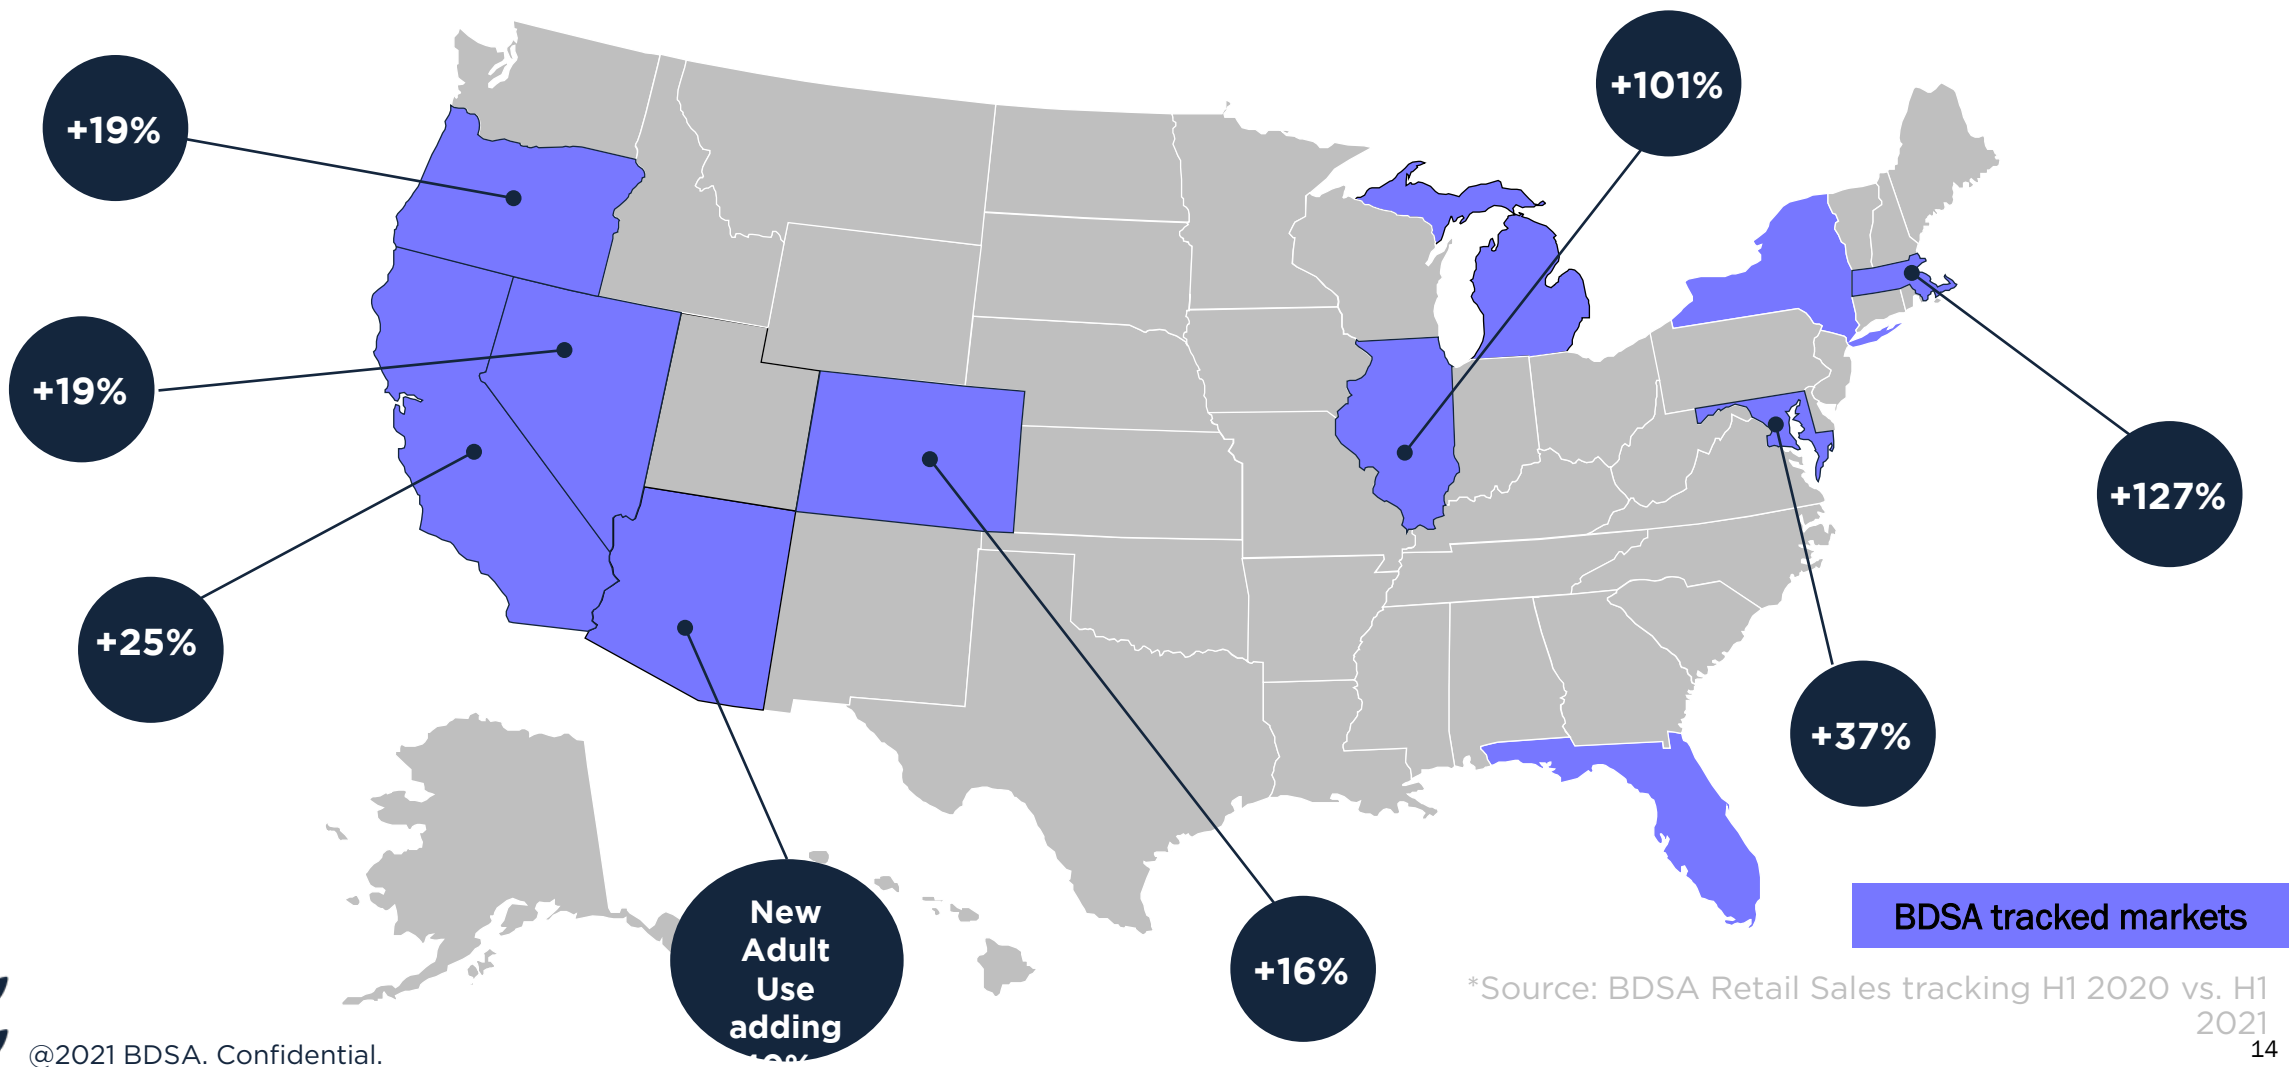 +101%
+19%
+19%
+127%
+25%
+37%
New
Adult
Use
adding
BDSA tracked markets
+16%
*Source: BDSA Retail Sales tracking H1 2020 vs. H1
2021
14
@2021 BDSA. Confidential.